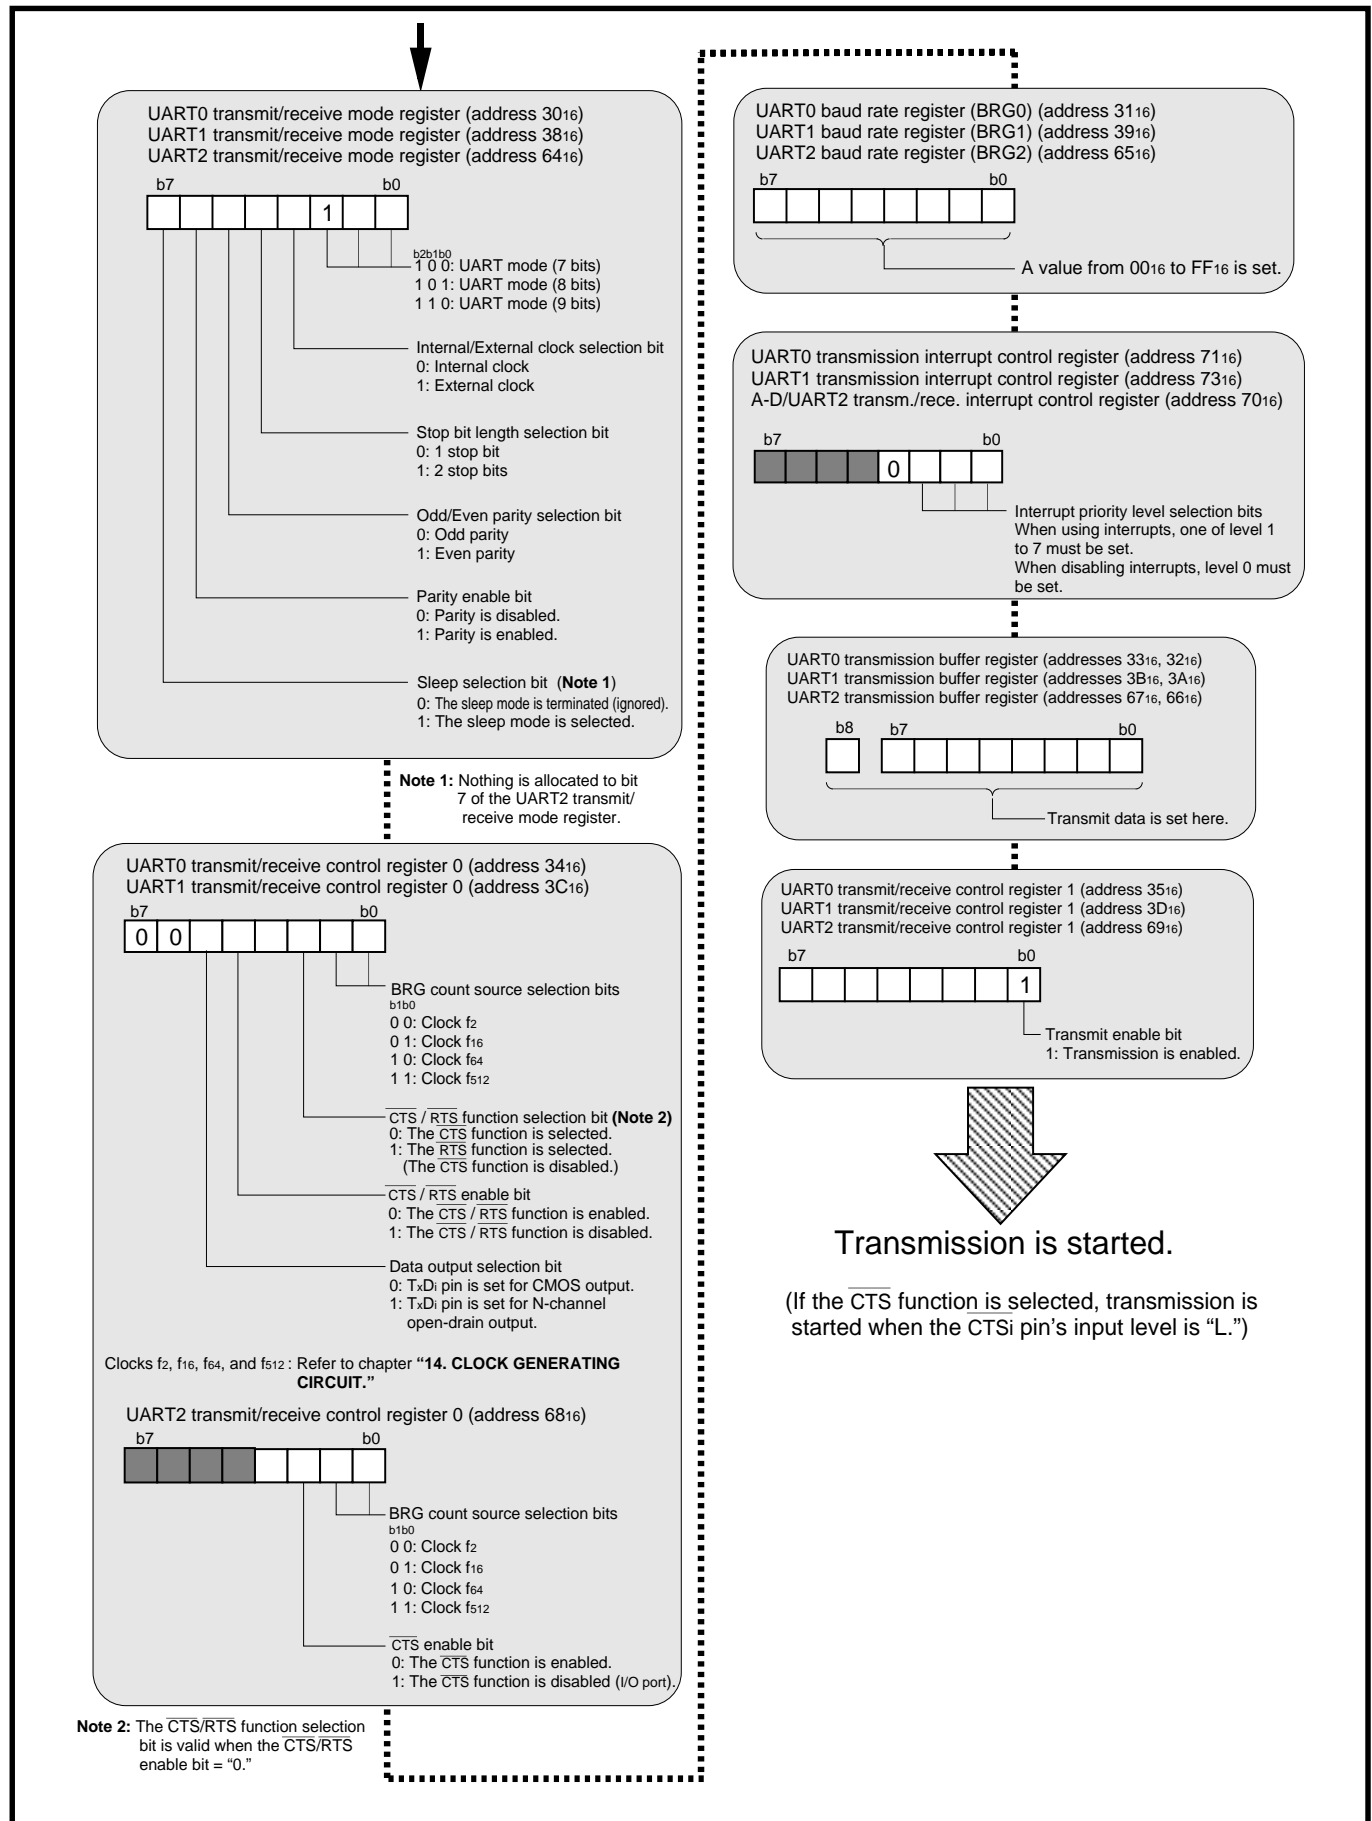 UART0 transmit/receive mode register (address 3016)
UART1 transmit/receive mode register (address 3816)
UART2 transmit/receive mode register (address 6416)
b7 b0
1
b2b1b0
1 0 0: UART mode (7 bits)
1 0 1: UART mode (8 bits)
1 1 0: UART mode (9 bits)
Internal/External clock selection bit
0: Internal clock
1: External clock
Stop bit length selection bit
0: 1 stop bit
1: 2 stop bits
Odd/Even parity selection bit
0: Odd parity
1: Even parity
Parity enable bit
0: Parity is disabled.
1: Parity is enabled.
Sleep selection bit (Note 1)
0: The sleep mode is terminated (ignored).
1: The sleep mode is selected.
Note 1: Nothing is allocated to bit
7 of the UART2 transmit/
receive mode register.
UART0 transmit/receive control register 0 (address 3416)
UART1 transmit/receive control register 0 (address 3C16)
b7 b0
0 0
BRG count source selection bits
b1b0
0 0: Clock f2
0 1: Clock f16
1 0: Clock f64
1 1: Clock f512
CTS / RTS function selection bit (Note 2)
0: The CTS function is selected.
1: The RTS function is selected.
(The CTS function is disabled.)
CTS / RTS enable bit
0: The CTS / RTS function is enabled.
1: The CTS / RTS function is disabled.
Data output selection bit
0: TxDi pin is set for CMOS output.
1: TxDi pin is set for N-channel
open-drain output.
Clocks f2, f16, f64, and f512 : Refer to chapter “14. CLOCK GENERATING
CIRCUIT.”
UART2 transmit/receive control register 0 (address 6816)
b7 b0
BRG count source selection bits
b1b0
0 0: Clock f2
0 1: Clock f16
1 0: Clock f64
1 1: Clock f512
CTS enable bit
0: The CTS function is enabled.
1: The CTS function is disabled (I/O port).
Note 2: The CTS/RTS function selection
bit is valid when the CTS/RTS
enable bit = “0.”
UART0 baud rate register (BRG0) (address 3116)
UART1 baud rate register (BRG1) (address 3916)
UART2 baud rate register (BRG2) (address 6516)
b7 b0
A value from 0016 to FF16 is set.
UART0 transmission interrupt control register (address 7116)
UART1 transmission interrupt control register (address 7316)
A-D/UART2 transm./rece. interrupt control register (address 7016)
b7 b0
0
Interrupt priority level selection bits
When using interrupts, one of level 1
to 7 must be set.
When disabling interrupts, level 0 must
be set.
UART0 transmission buffer register (addresses 3316, 3216)
UART1 transmission buffer register (addresses 3B16, 3A16)
UART2 transmission buffer register (addresses 6716, 6616)
b8 b7 b0
Transmit data is set here.
UART0 transmit/receive control register 1 (address 3516)
UART1 transmit/receive control register 1 (address 3D16)
UART2 transmit/receive control register 1 (address 6916)
b7 b0
1
Transmit enable bit
1: Transmission is enabled.
Transmission is started.
(If the CTS function is selected, transmission is
started when the CTSi pin’s input level is “L.”)